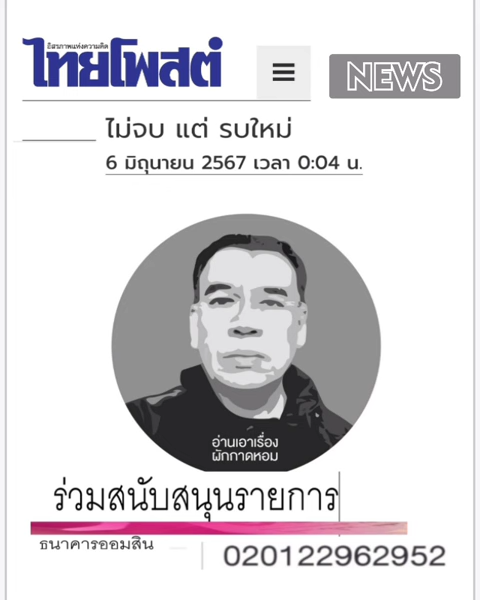 อิสรภาพแห่งความคิด
ไทยโพสต์
NEWS
ไม่จบ แต่ รบใหม่
6 มิถุนายน 2567 เวลา 0:04 น.
อ่านเอาเรื่อง
ผักกาดหอม
ร่วมสนับสนุนรายการ
ธนาคารออมสิน
020122962952